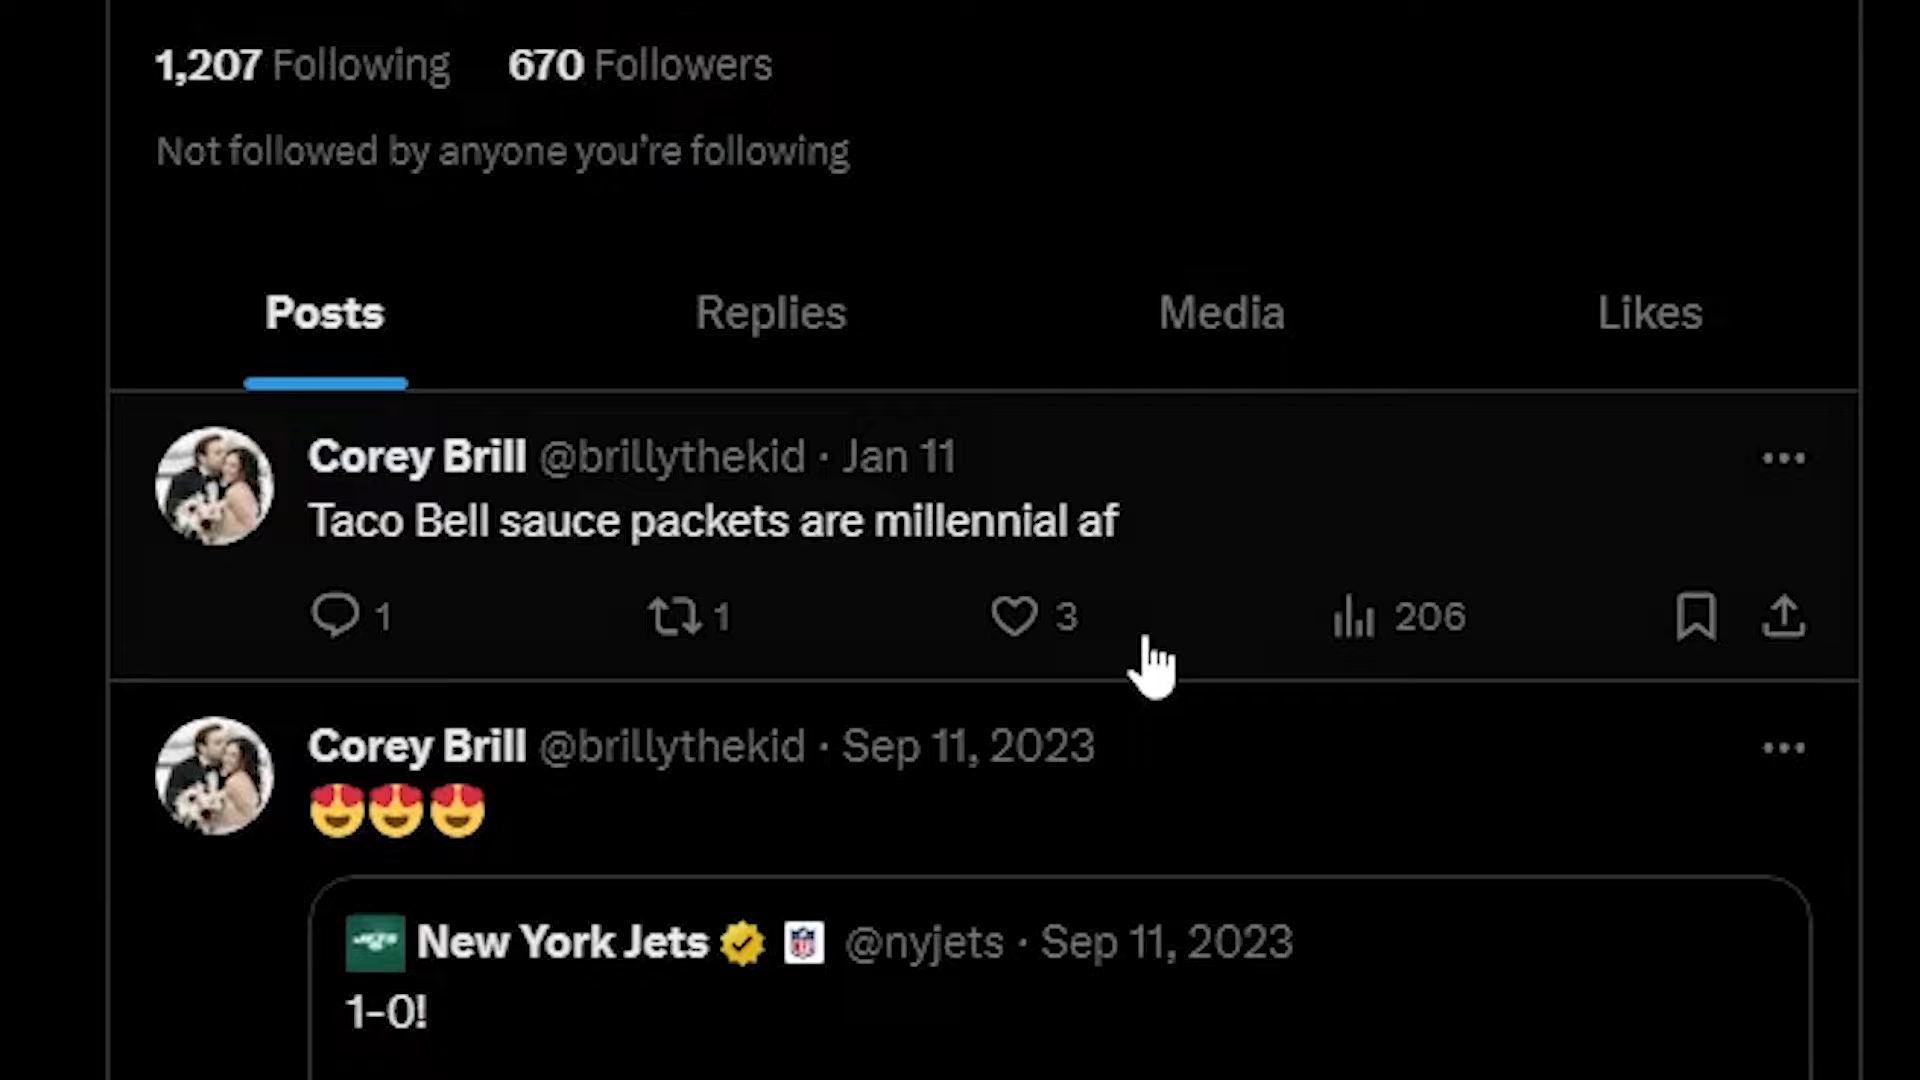 1,207 Following 670 Followers
Not followed by anyone you're following
Posts Replies Media Likes
Corey Brill @brillythekid · Jan 11
Taco Bell sauce packets are millennial af
1 1 3 206
Corey Brill @brillythekid · Sep 11, 2023
😍😍😍
New York Jets @nyjets · Sep 11, 2023
1-0!